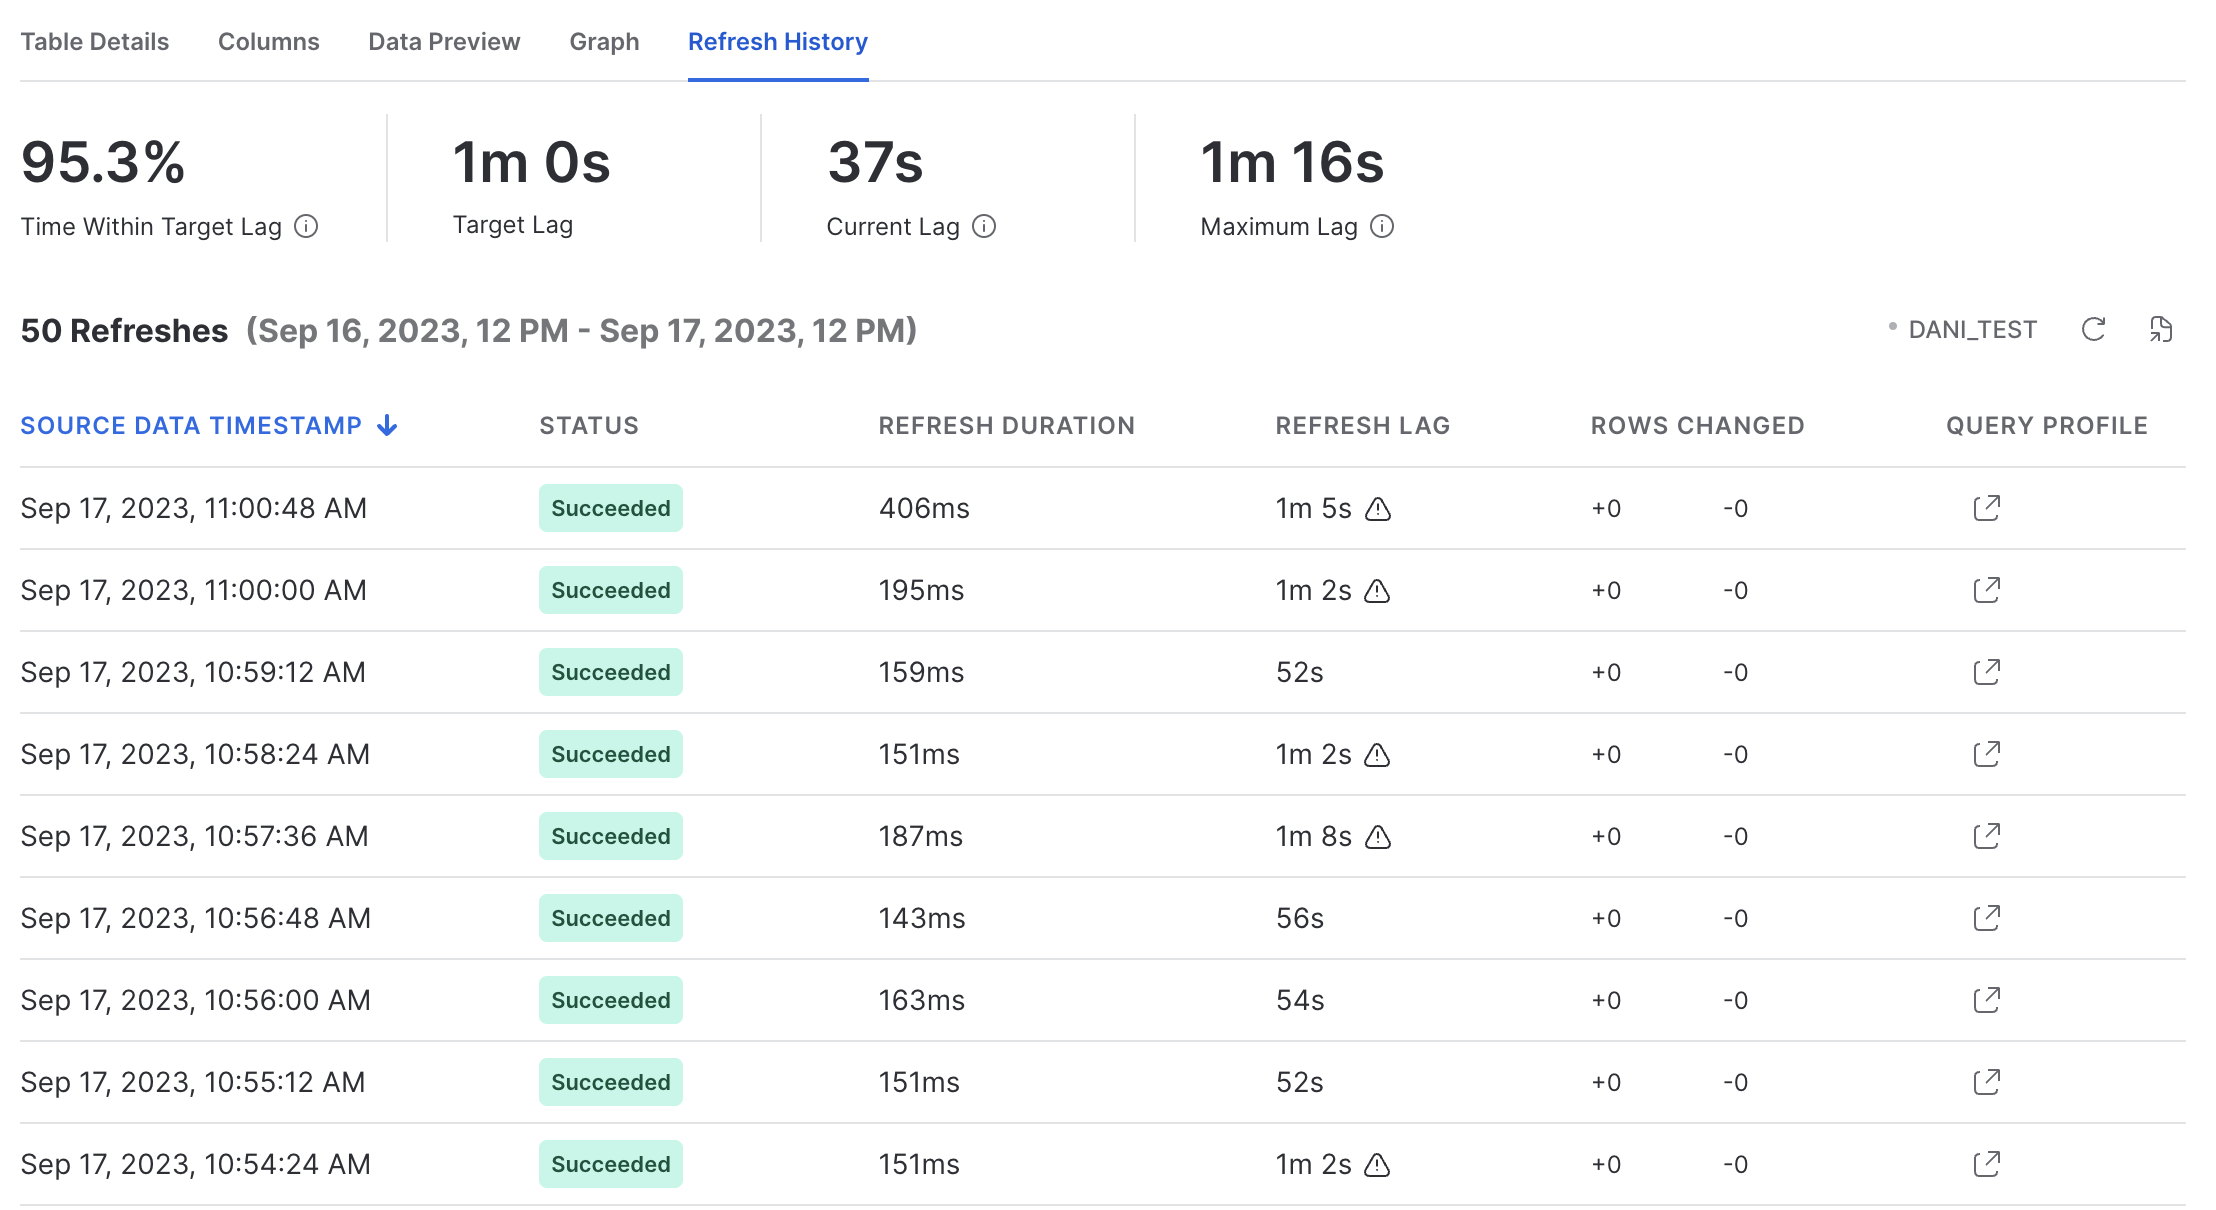 Table Details Columns Data Preview Graph Refresh History
95.3% 1m 0s 37s 1m 16s
Time Within Target Lag Target Lag Current Lag Maximum Lag
50 Refreshes (Sep 16, 2023, 12 PM - Sep 17, 2023, 12 PM) DANI_TEST
SOURCE DATA TIMESTAMP STATUS REFRESH DURATION REFRESH LAG ROWS CHANGED QUERY PROFILE
Sep 17, 2023, 11:00:48 AM Succeeded 406ms 1m 5s +0 -0
Sep 17, 2023, 11:00:00 AM Succeeded 195ms 1m 2s +0 -0
Sep 17, 2023, 10:59:12 AM Succeeded 159ms 52s +0 -0
Sep 17, 2023, 10:58:24 AM Succeeded 151ms 1m 2s +0 -0
Sep 17, 2023, 10:57:36 AM Succeeded 187ms 1m 8s +0 -0
Sep 17, 2023, 10:56:48 AM Succeeded 143ms 56s +0 -0
Sep 17, 2023, 10:56:00 AM Succeeded 163ms 54s +0 -0
Sep 17, 2023, 10:55:12 AM Succeeded 151ms 52s +0 -0
Sep 17, 2023, 10:54:24 AM Succeeded 151ms 1m 2s +0 -0